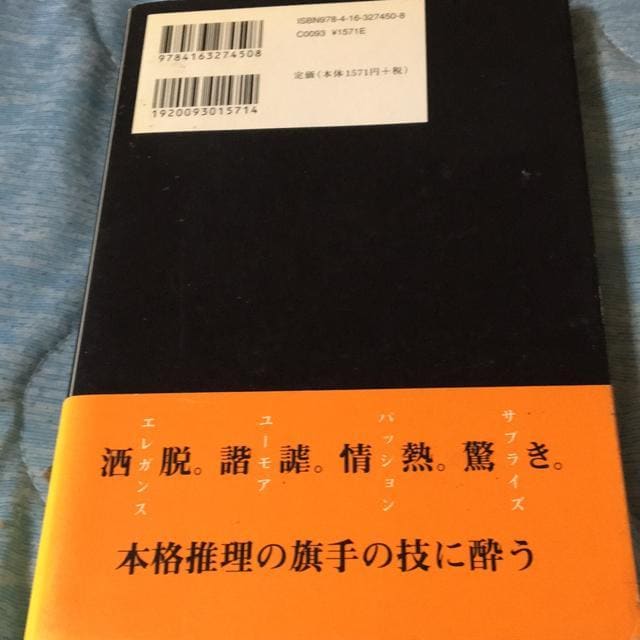 ISBN978-4-16-327450-8
C0093 ¥1571E
定価(本体1571円+税)
9784163274508
1920093015714
エレガンス
ユーモア
パッション
サプライズ
洒脱。諧謔。情熱。驚き。
本格推理の旗手の技に酔う